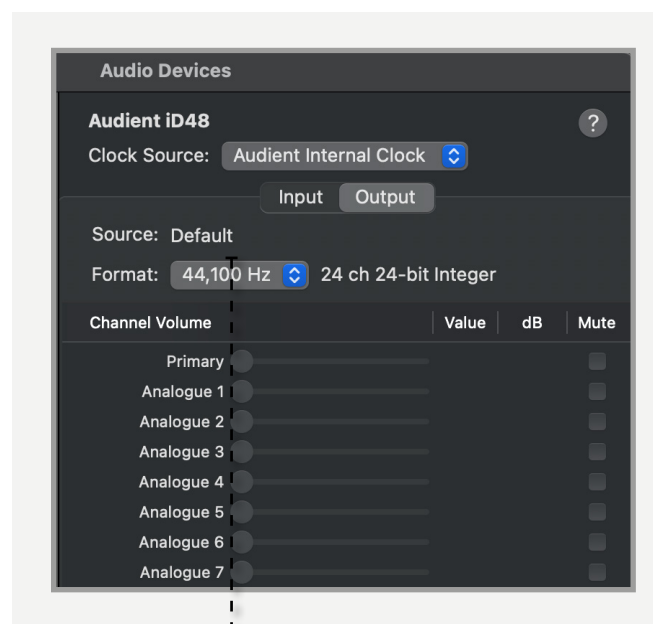 Audio Devices
Audient iD48
?
Clock Source: Audient Internal Clock
Input Output
Source: Default
Format: 44,100 Hz 24 ch 24-bit Integer
Channel Volume Value dB Mute
Primary
Analogue 1
Analogue 2
Analogue 3
Analogue 4
Analogue 5
Analogue 6
Analogue 7